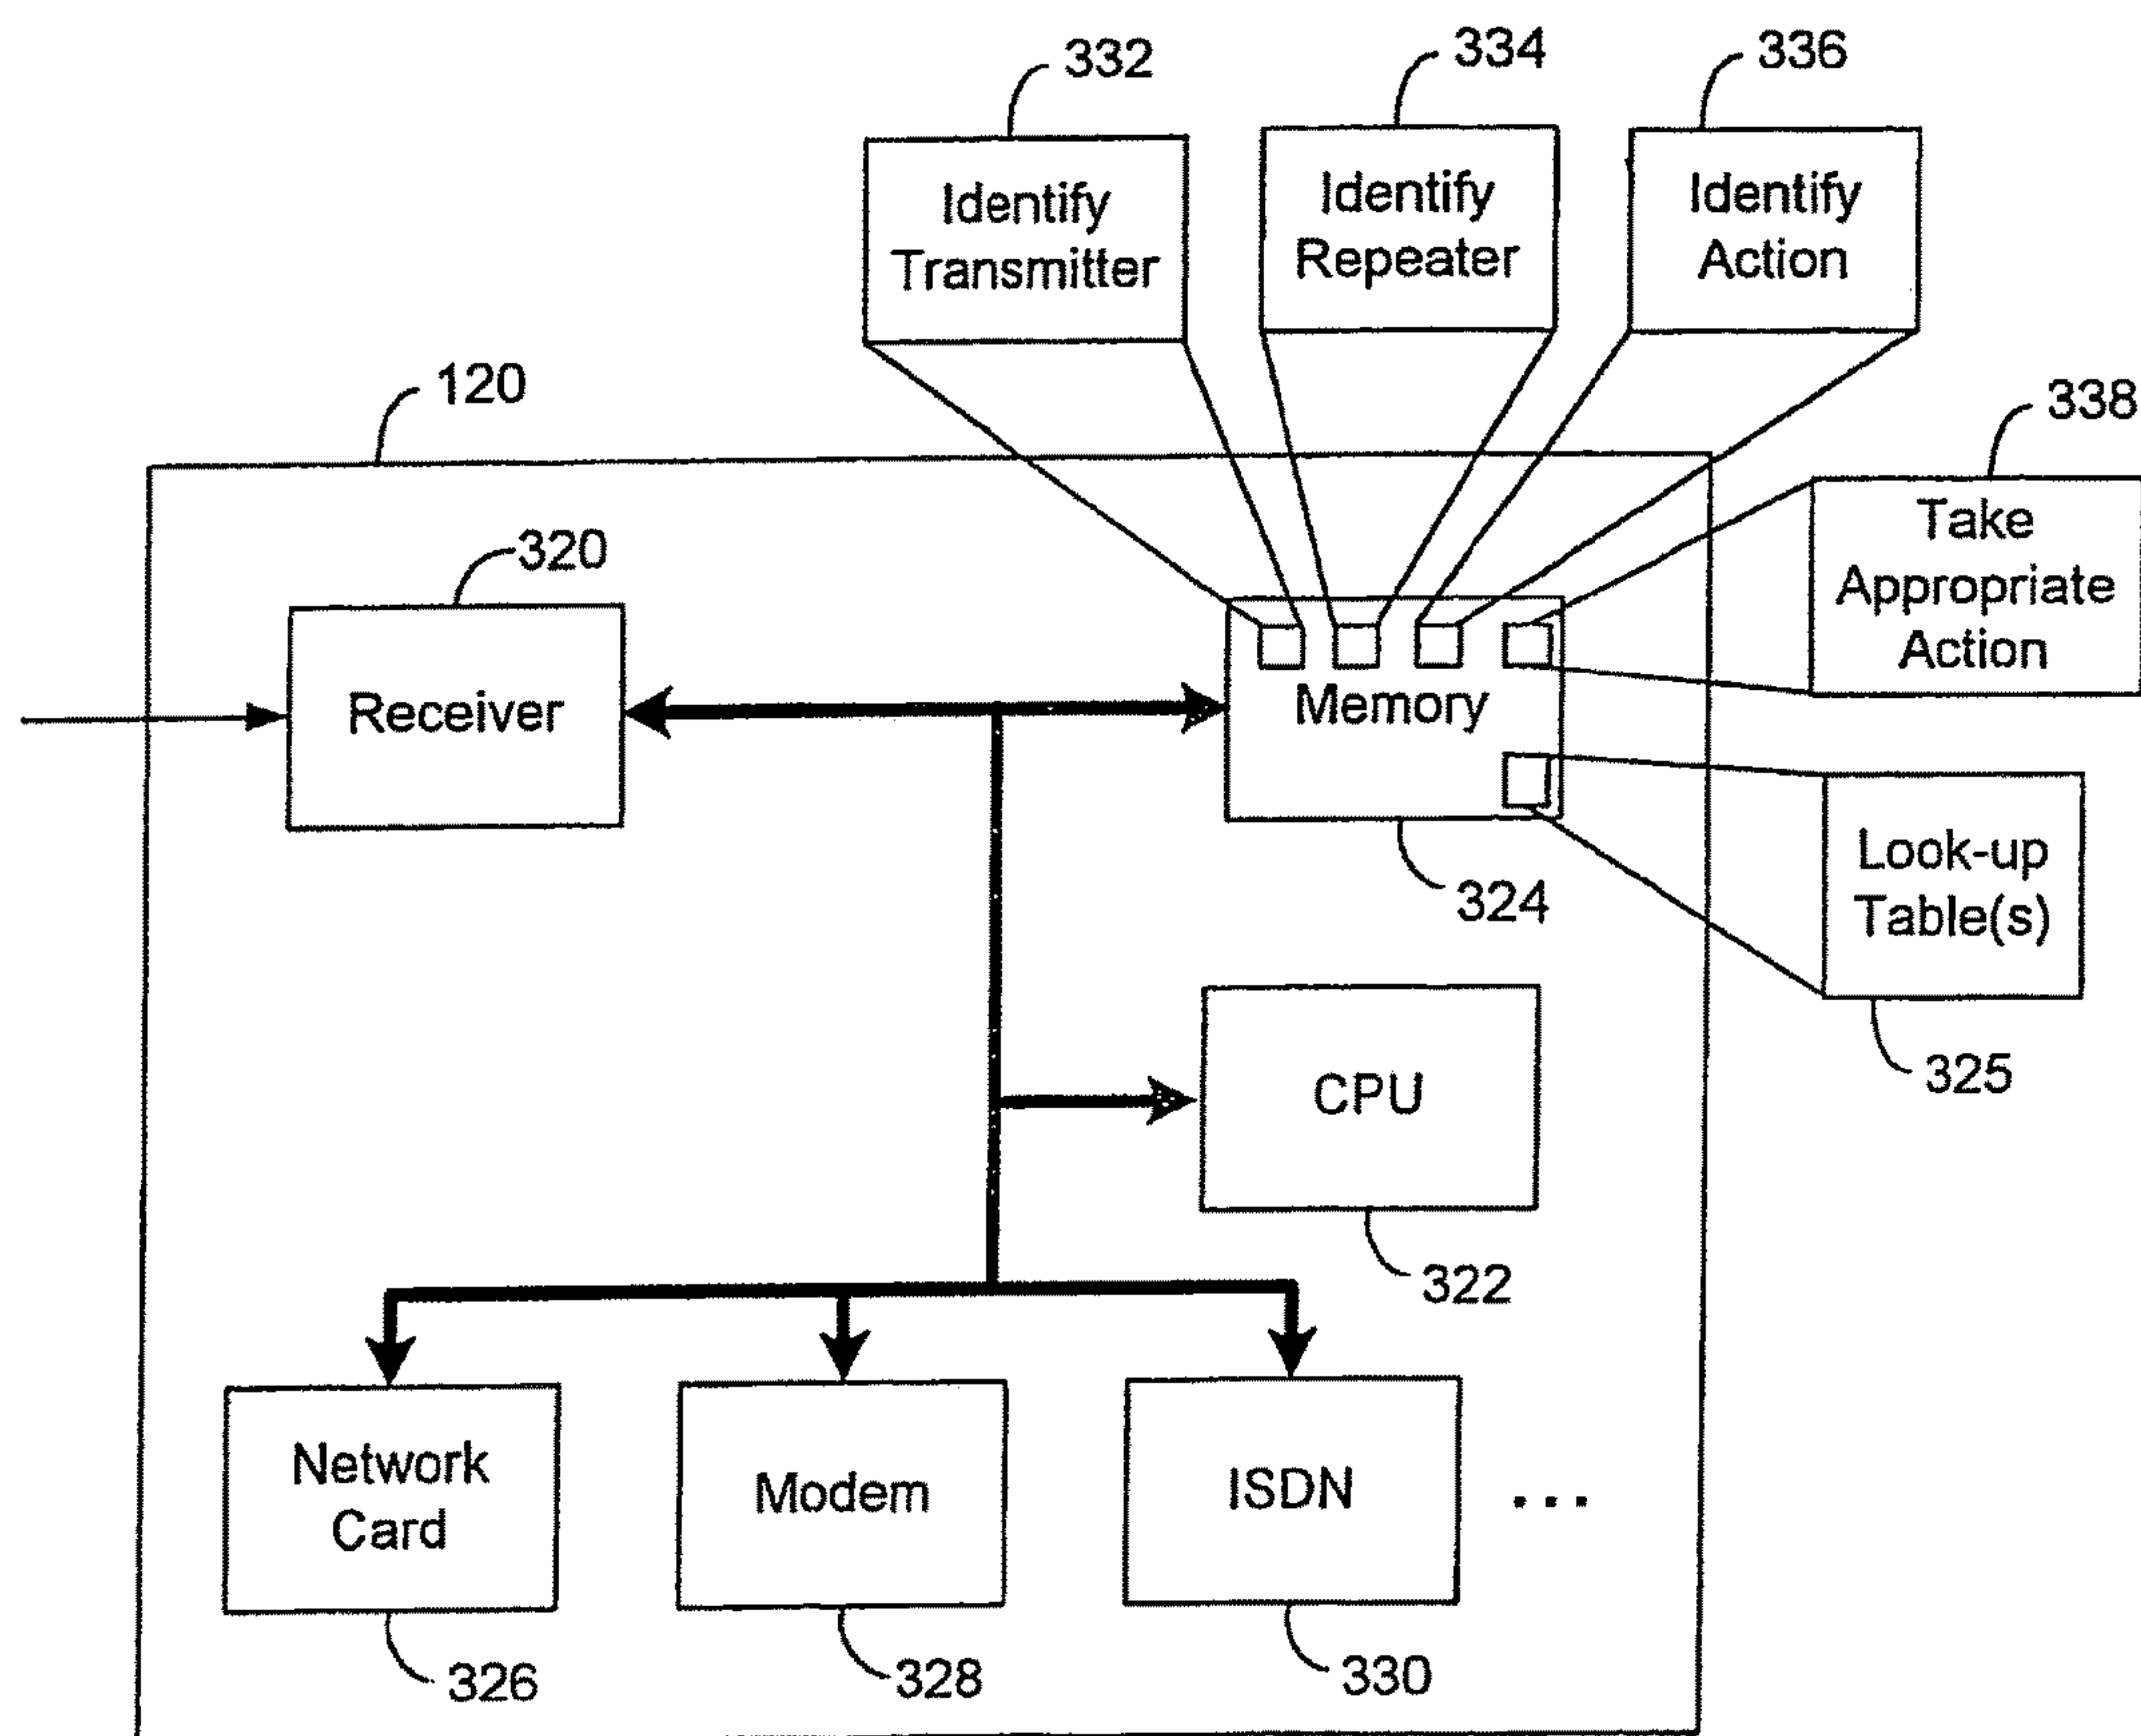 332
334
336
Identify
Transmitter
Identify
Repeater
Identify
Action
120
338
Take
Appropriate
Action
320
Receiver
Memory
324
Look-up
Table(s)
325
CPU
322
Network
Card
Modem
ISDN
...
326
328
330